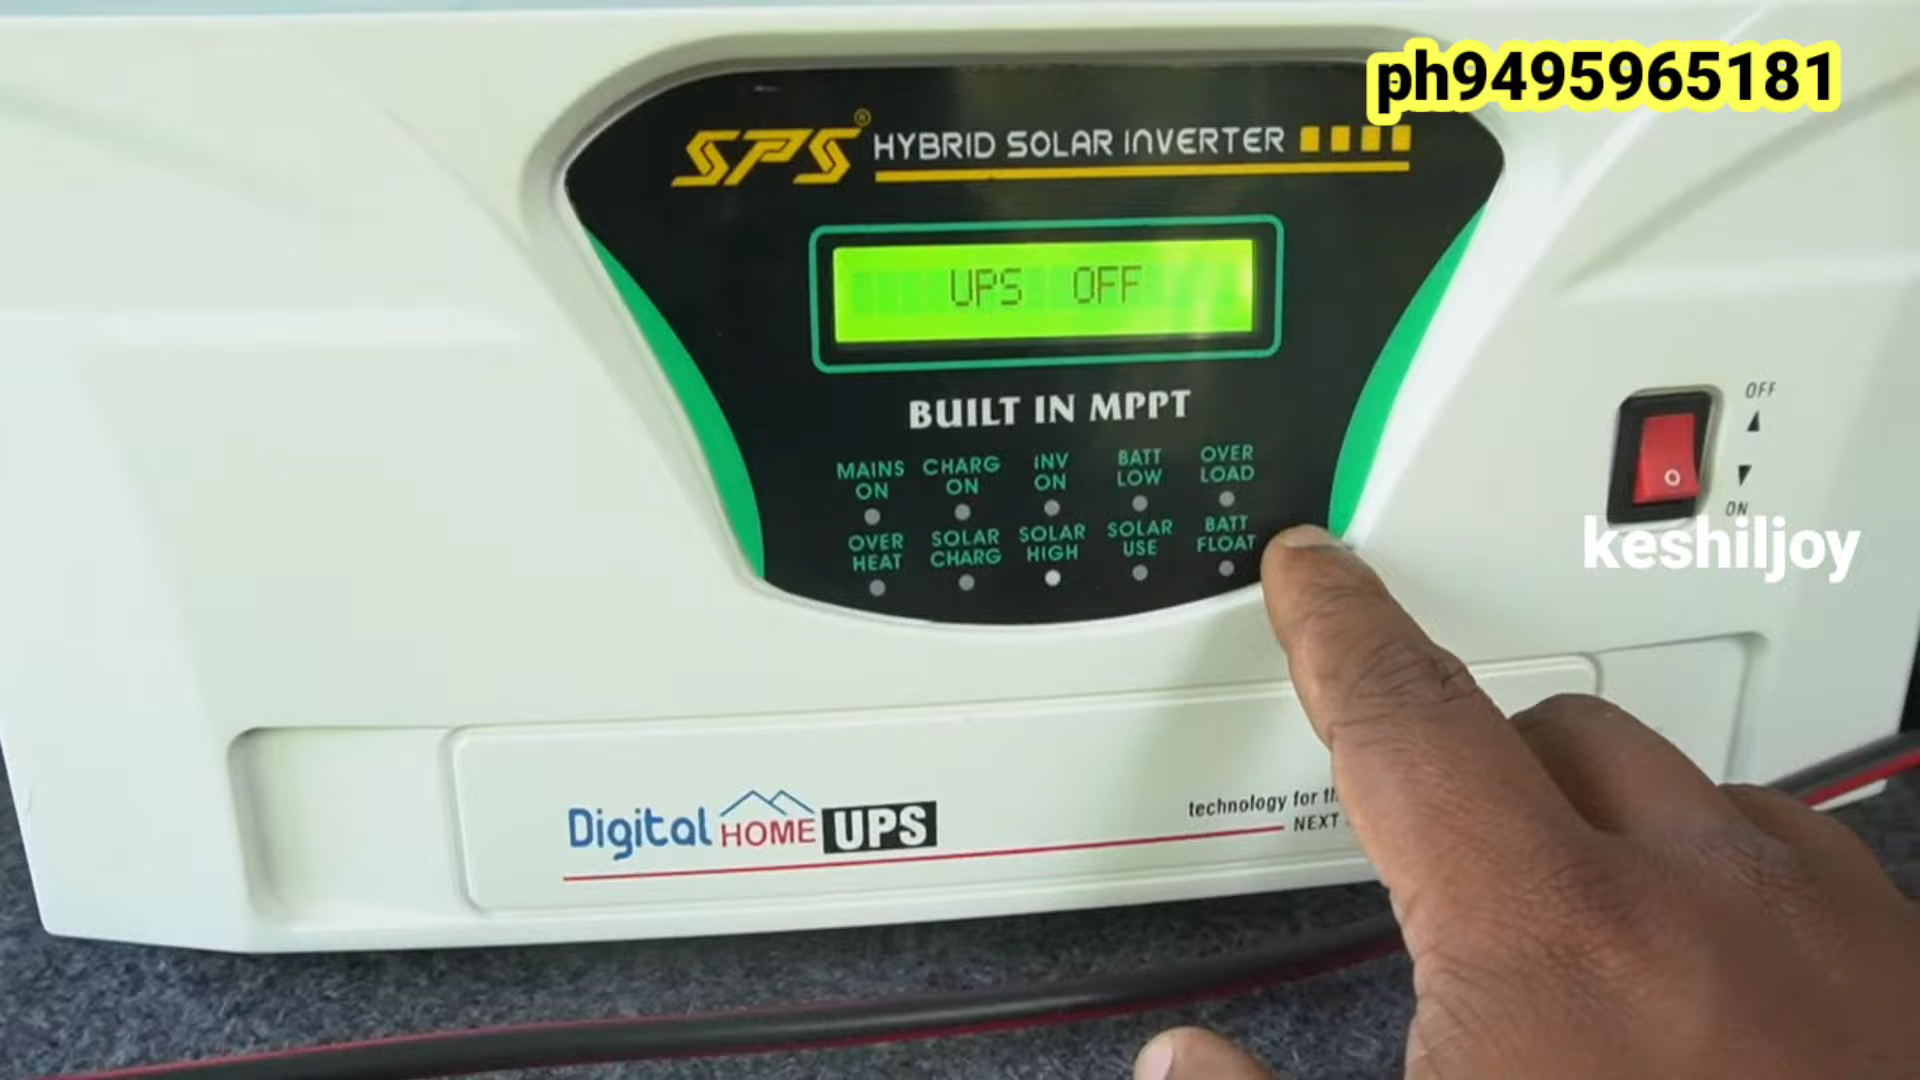 ph9495965181
SPS® HYBRID SOLAR INVERTER
UPS OFF
BUILT IN MPPT
OFF
ON
MAINS ON
CHARG ON
INV ON
BATT LOW
OVER LOAD
OVER HEAT
SOLAR CHARG
SOLAR HIGH
SOLAR USE
BATT FLOAT
keshiljoy
Digital HOME UPS
technology for
NEXT